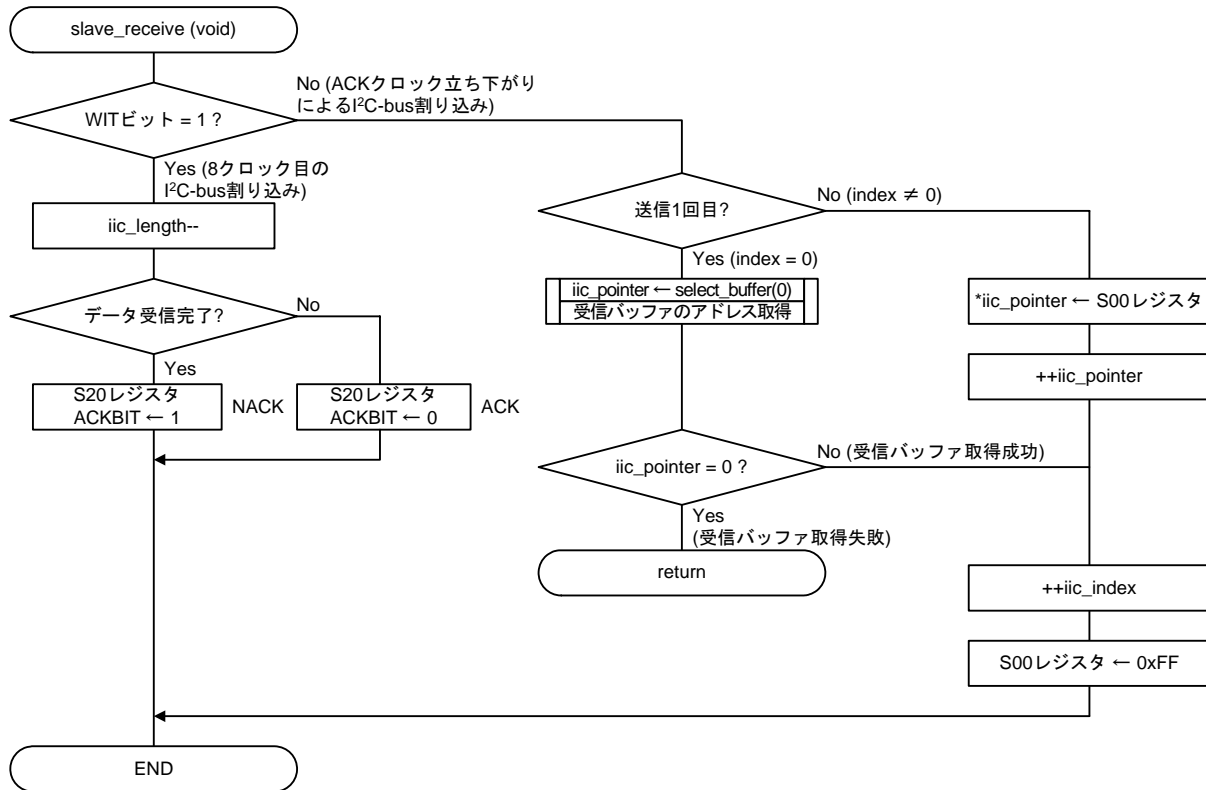 slave_receive (void)
WITビット = 1 ?
No (ACKクロック立ち下がり
によるI²C-bus割り込み)
Yes (8クロック目の
I²C-bus割り込み)
iic_length--
データ受信完了?
No
Yes
S20レジスタ
ACKBIT ← 1
NACK
S20レジスタ
ACKBIT ← 0
ACK
送信1回目?
No (index ≠ 0)
Yes (index = 0)
iic_pointer ← select_buffer(0)
受信バッファのアドレス取得
*iic_pointer ← S00レジスタ
++iic_pointer
iic_pointer = 0 ?
No (受信バッファ取得成功)
Yes
(受信バッファ取得失敗)
return
++iic_index
S00レジスタ ← 0xFF
END